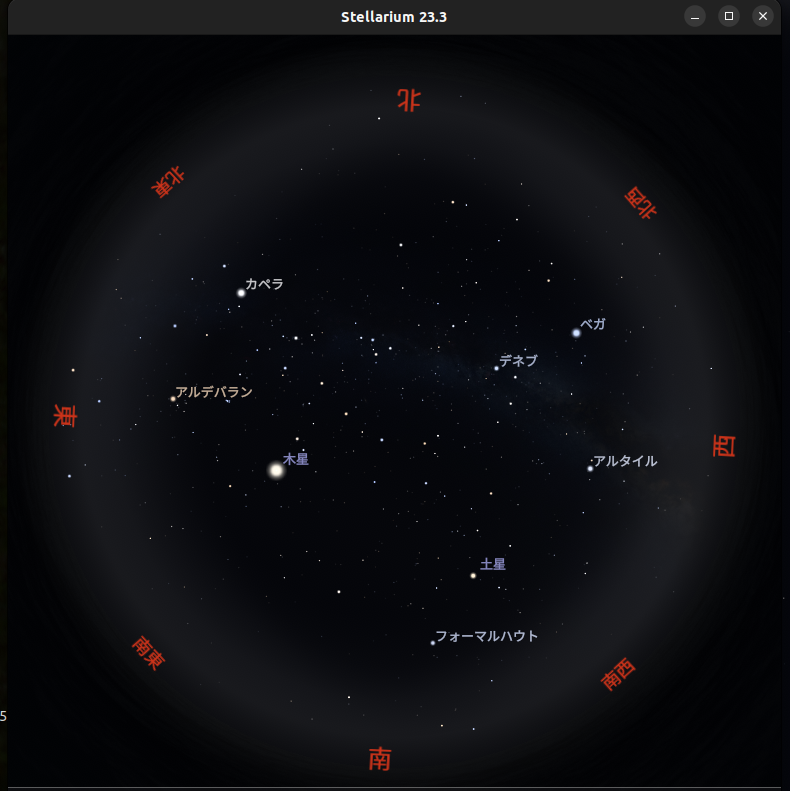 Stellarium 23.3
北
北東
北西
カペラ
ベガ
デネブ
アルデバラン
東
西
木星
アルタイル
土星
フォーマルハウト
南東
南西
5
南